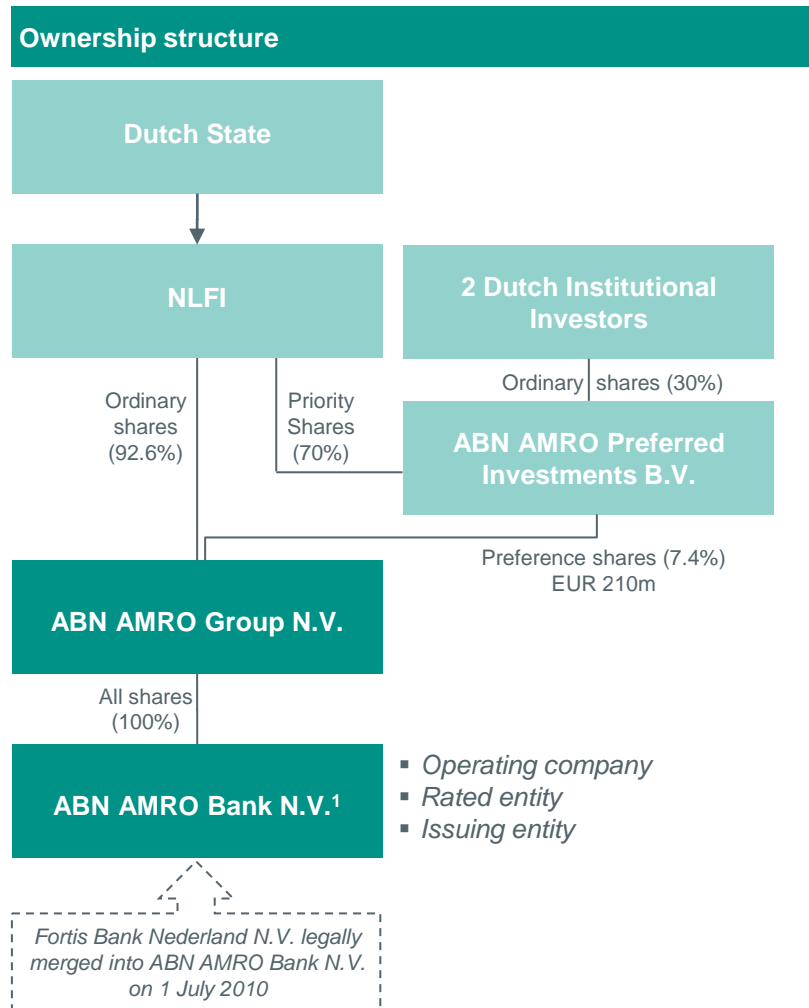 Ownership structure
Dutch State
NLFI
2 Dutch Institutional
Investors
Ordinary
shares
(92.6%)
Priority
Shares
(70%)
Ordinary shares (30%)
ABN AMRO Preferred
Investments B.V.
Preference shares (7.4%)
EUR 210m
ABN AMRO Group N.V.
All shares
(100%)
ABN AMRO Bank N.V.¹
▪ Operating company
▪ Rated entity
▪ Issuing entity
Fortis Bank Nederland N.V. legally
merged into ABN AMRO Bank N.V.
on 1 July 2010